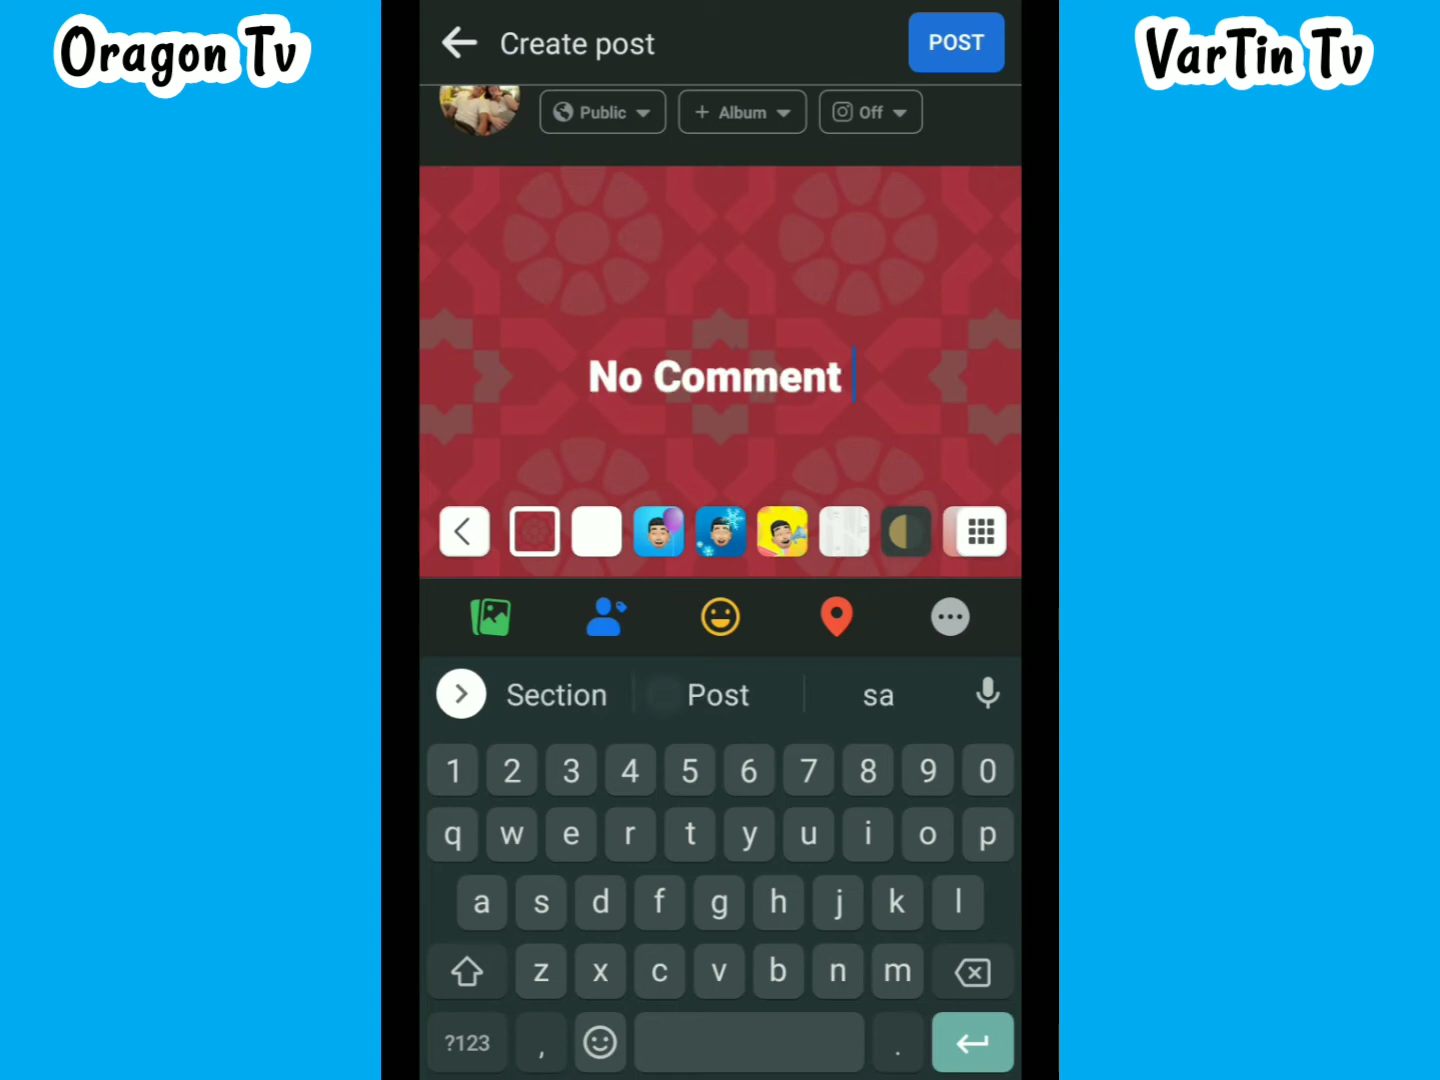 Oragon Tv
VarTin Tv
Create post
POST
Public
+ Album
Off
No Comment
Section
Post
sa
1 2 3 4 5 6 7 8 9 0
q w e r t y u i o p
a s d f g h j k l
z x c v b n m
?123 , .